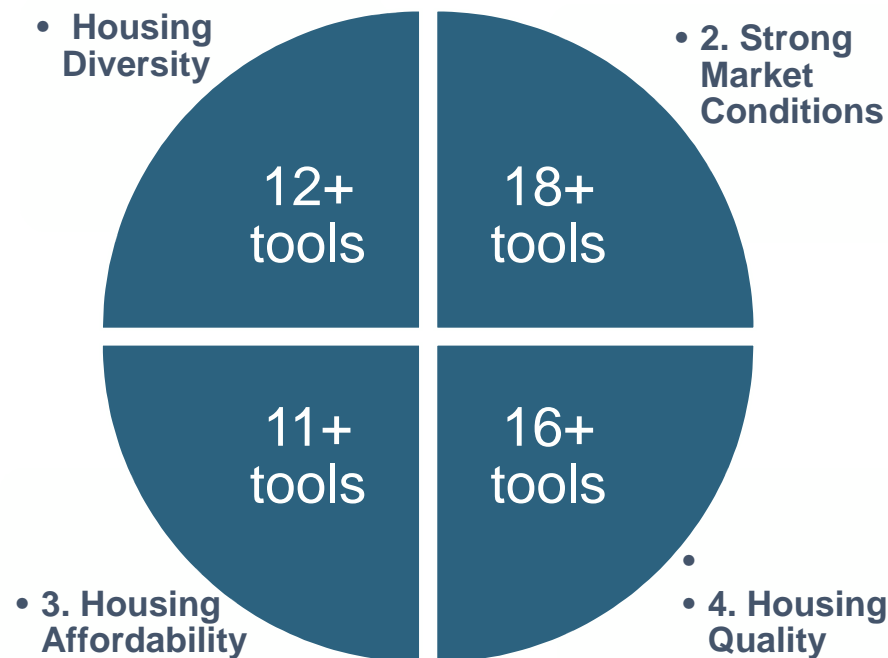 • Housing
Diversity
• 2. Strong
Market
Conditions
12+
tools
18+
tools
11+
tools
16+
tools
• 3. Housing
Affordability
•
• 4. Housing
Quality